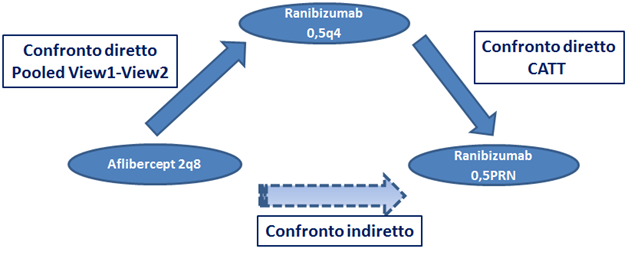 Ranibizumab
0,5q4
Confronto diretto
Pooled View1-View2
Confronto diretto
CATT
Aflibercept 2q8
Ranibizumab
0,5PRN
Confronto indiretto